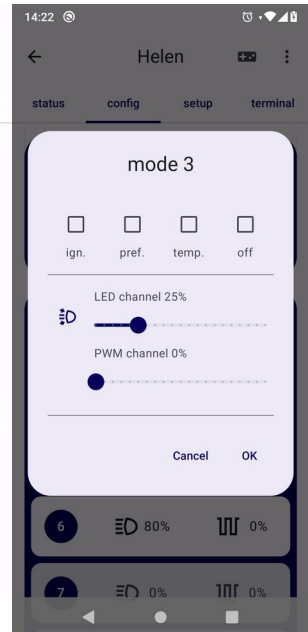 14:22
Helen
status config setup terminal
mode 3
ign. pref. temp. off
LED channel 25%
PWM channel 0%
Cancel OK
6 80% 0%
7 0% 0%